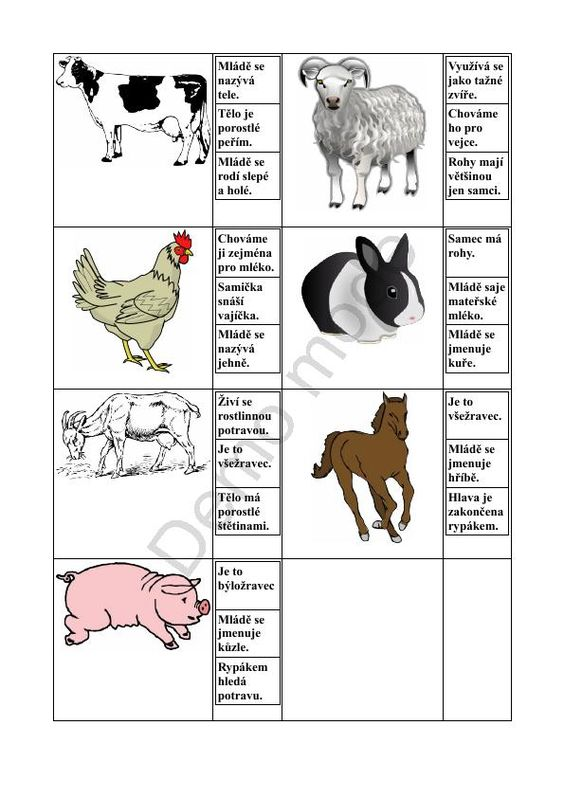 Mládě se
nazývá
tele.
Tělo je
porostlé
peřím.
Mládě se
rodí slepé
a holé.
Využívá se
jako tažné
zvíře.
Chováme
ho pro
vejce.
Rohy mají
většinou
jen samci.
Chováme
ji zejména
pro mléko.
Samička
snáší
vajíčka.
Mládě se
nazývá
jehně.
Samec má
rohy.
Mládě saje
mateřské
mléko.
Mládě se
jmenuje
kuře.
Živí se
rostlinnou
potravou.
Je to
všežravec.
Tělo má
porostlé
štětinami.
Je to
všežravec.
Mládě se
jmenuje
hříbě.
Hlava je
zakončena
rypákem.
Je to
býložravec
Mládě se
jmenuje
kůzle.
Rypákem
hledá
potravu.